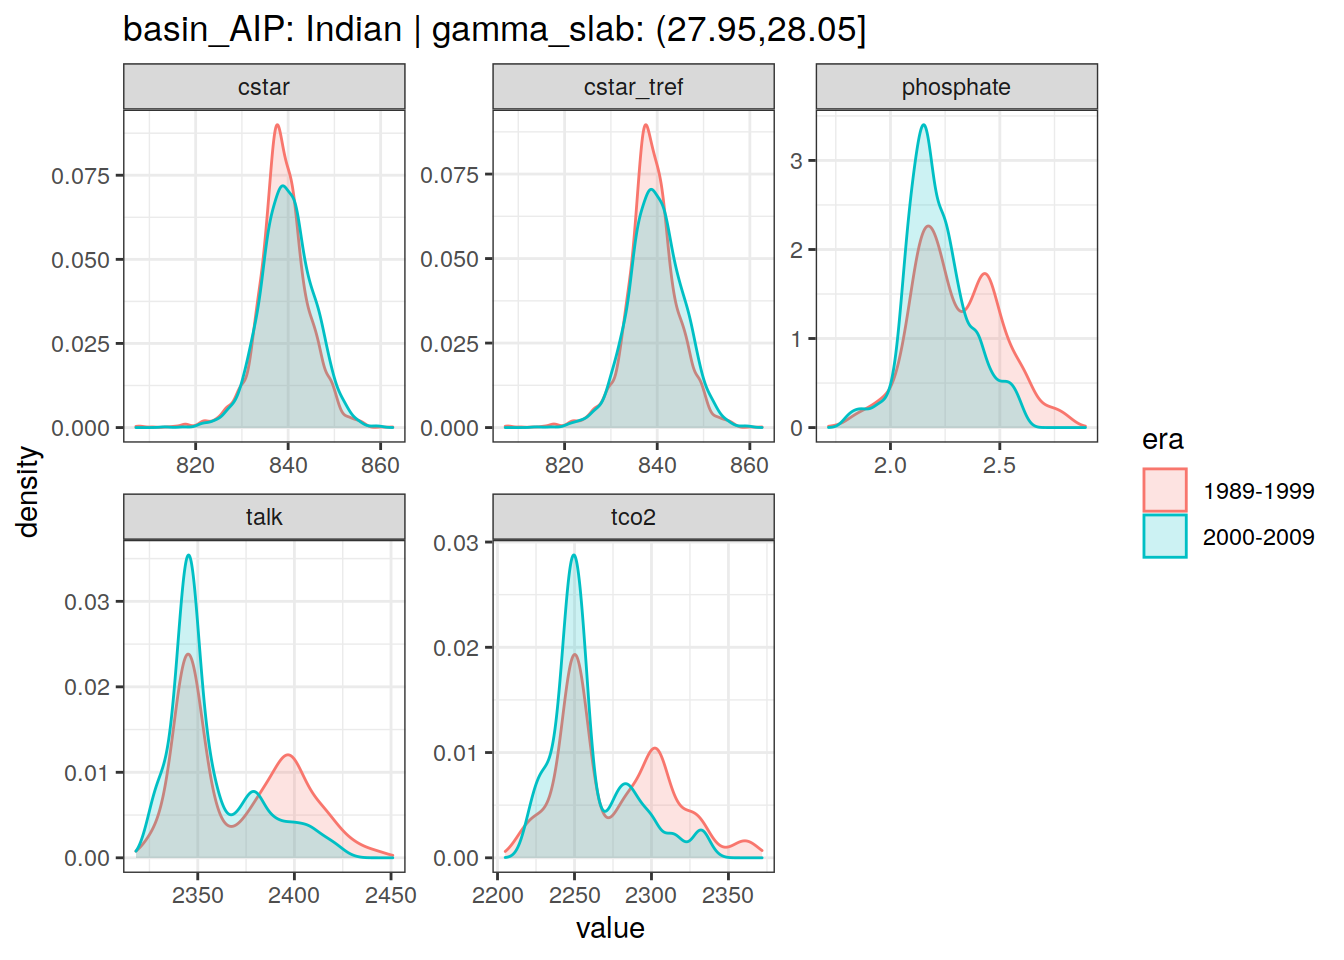 basin_AIP: Indian | gamma_slab: (27.95,28.05]
cstar
cstar_tref
phosphate
0.075
0.050
0.025
0.000
820 840 860
0.075
0.050
0.025
0.000
820 840 860
3
2
1
0
2.0 2.5
talk
tco2
0.03
0.02
0.01
0.00
2350 2400 2450
0.03
0.02
0.01
0.00
2200 2250 2300 2350
density
value
era
1989-1999
2000-2009